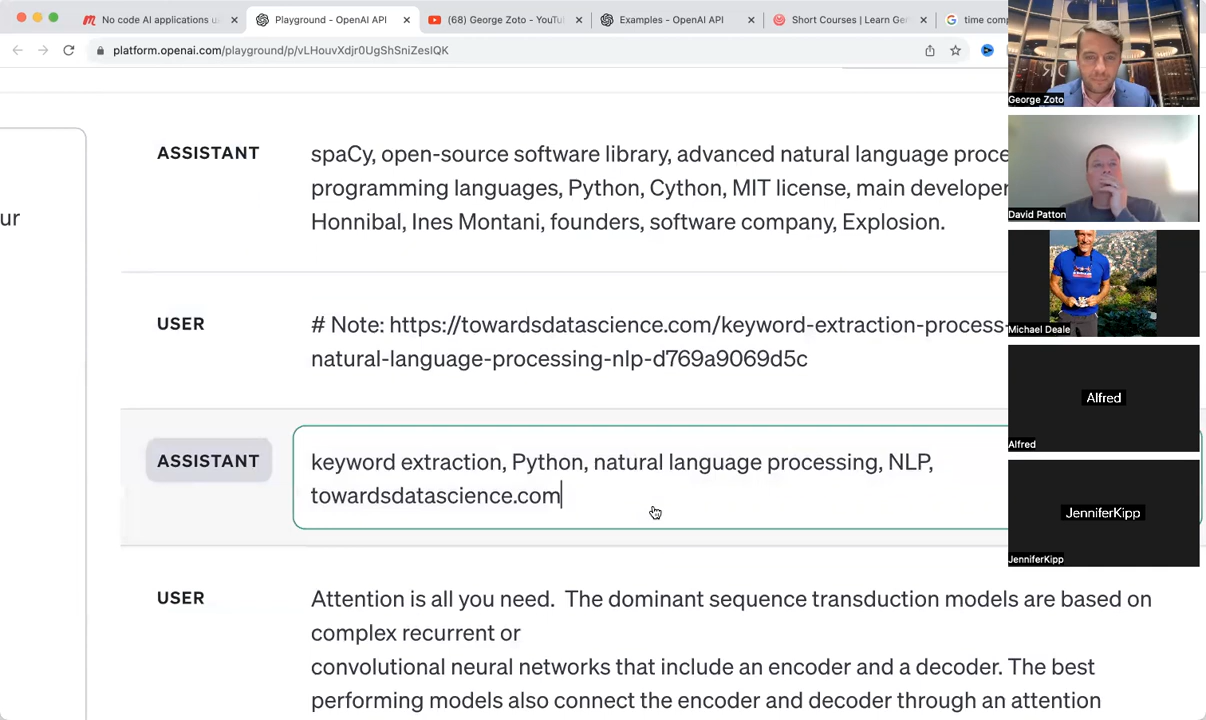 No code AI applications u
Playground - OpenAI API
(68) George Zoto - YouTu
Examples - OpenAI API
Short Courses | Learn Ge
time comp
platform.openai.com/playground/p/vLHouvXdjr0UgShSniZesIQK
George Zoto
ASSISTANT
spaCy, open-source software library, advanced natural language proce
programming languages, Python, Cython, MIT license, main developer
Honnibal, Ines Montani, founders, software company, Explosion.
David Patton
ur
USER
# Note: https://towardsdatascience.com/keyword-extraction-process-
natural-language-processing-nlp-d769a9069d5c
Michael Deale
Alfred
Alfred
ASSISTANT
keyword extraction, Python, natural language processing, NLP,
towardsdatascience.com
JenniferKipp
JenniferKipp
USER
Attention is all you need. The dominant sequence transduction models are based on
complex recurrent or
convolutional neural networks that include an encoder and a decoder. The best
performing models also connect the encoder and decoder through an attention